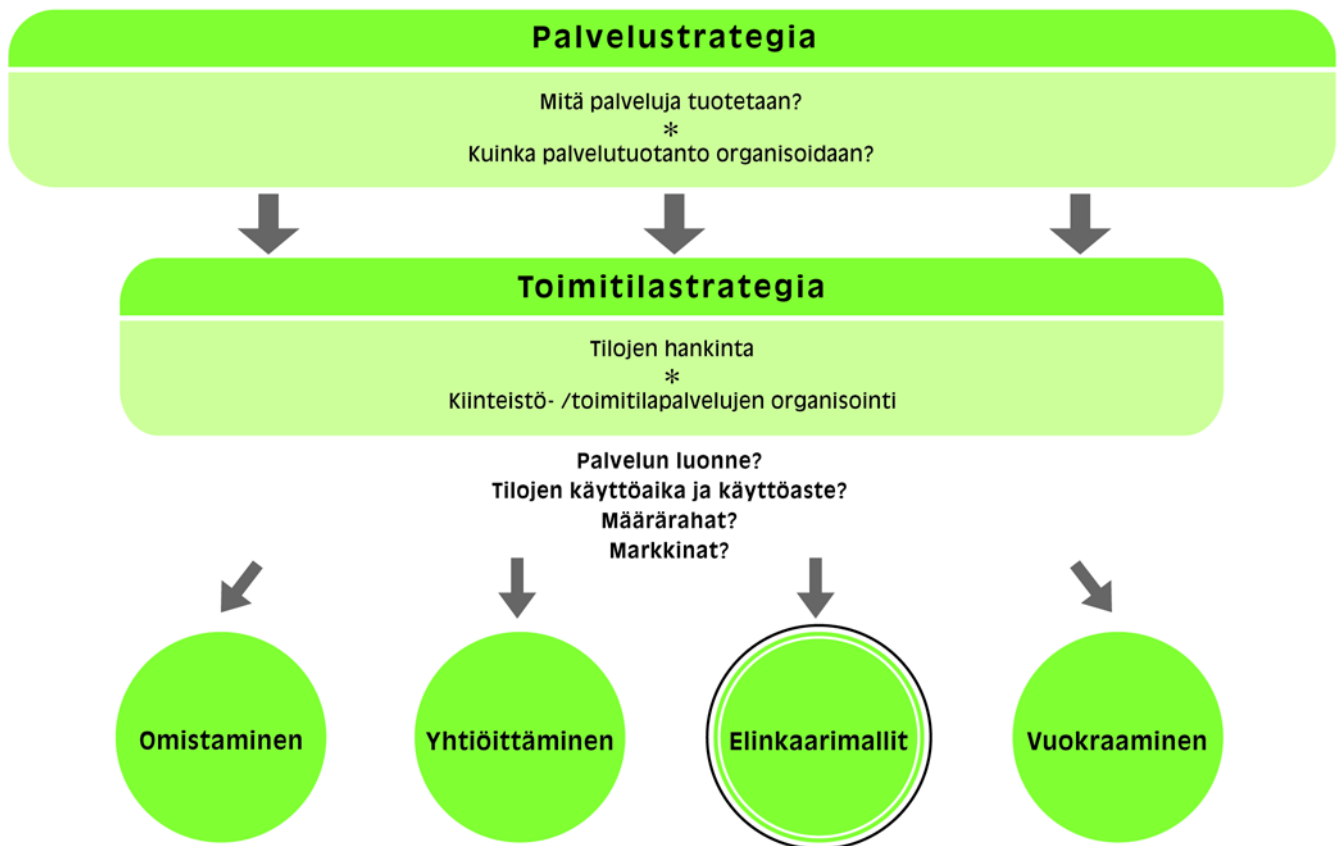 Palvelustrategia
Mitä palveluja tuotetaan?
*
Kuinka palvelutuotanto organisoidaan?
Toimitilastrategia
Tilojen hankinta
*
Kiinteistö- /toimitilapalvelujen organisointi
Palvelun luonne?
Tilojen käyttöaika ja käyttöaste?
Määrärahat?
Markkinat?
Omistaminen
Yhtiöittäminen
Elinkaarimallit
Vuokraaminen